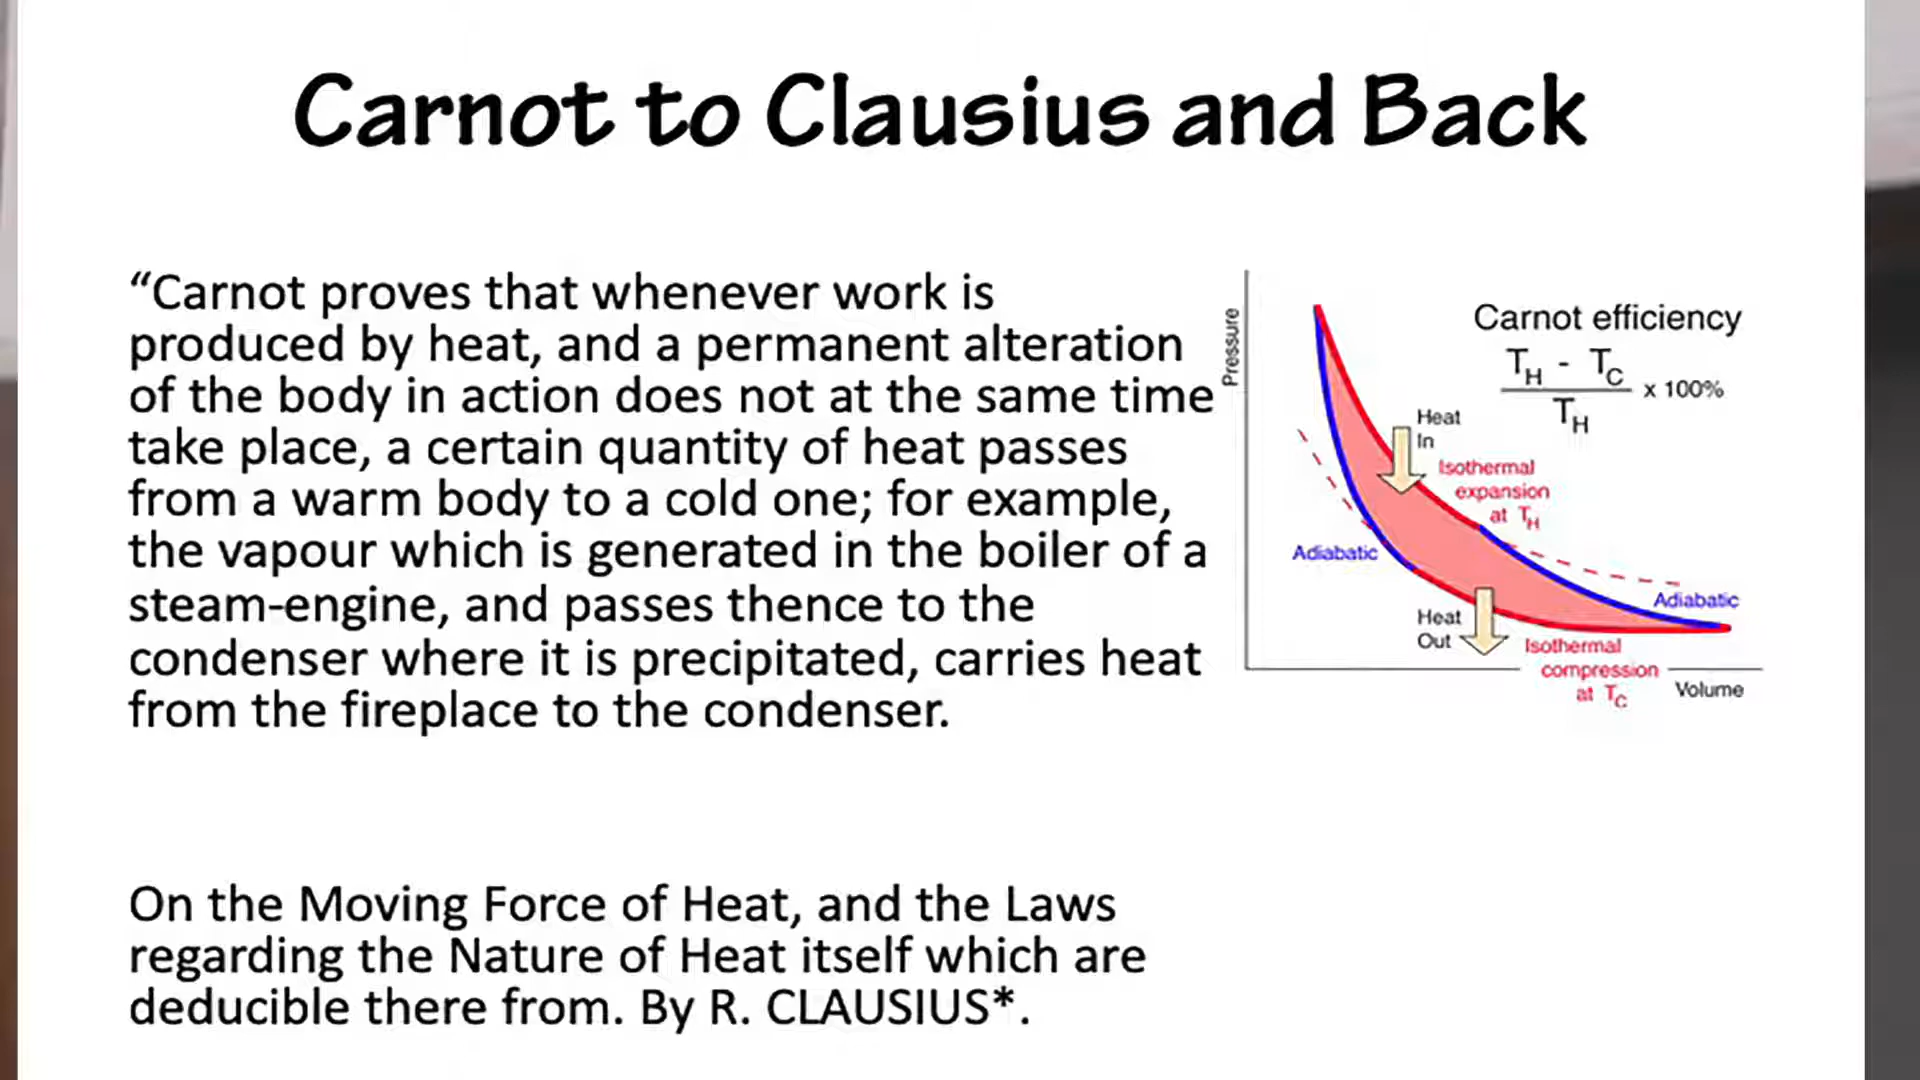 Carnot to Clausius and Back
“Carnot proves that whenever work is
produced by heat, and a permanent alteration
of the body in action does not at the same time
take place, a certain quantity of heat passes
from a warm body to a cold one; for example,
the vapour which is generated in the boiler of a
steam-engine, and passes thence to the
condenser where it is precipitated, carries heat
from the fireplace to the condenser.
On the Moving Force of Heat, and the Laws
regarding the Nature of Heat itself which are
deducible there from. By R. CLAUSIUS*.
Pressure
Carnot efficiency
T_H - T_C
T_H
x 100%
Heat
In
Isothermal
expansion
at T_H
Adiabatic
Adiabatic
Heat
Out
Isothermal
compression
at T_C
Volume